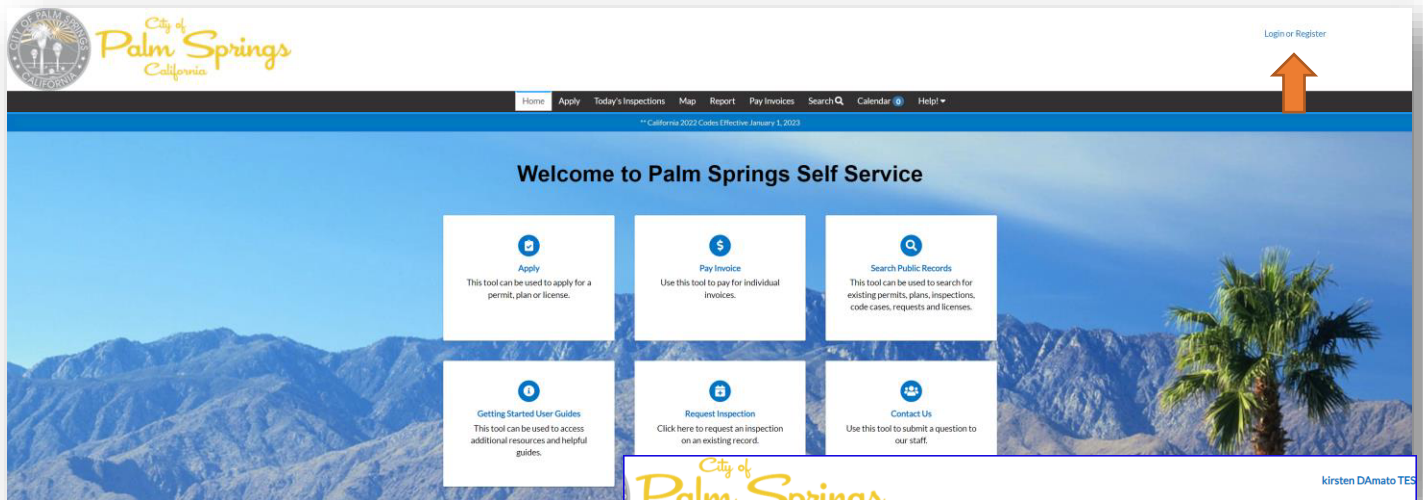 CITY OF PALM SPRINGS
CALIFORNIA
City of
Palm Springs
California
Login or Register
Home Apply Today's Inspections Map Report Pay Invoices Search Calendar 0 Help!
** California 2022 Codes Effective January 1, 2023
Welcome to Palm Springs Self Service
Apply
This tool can be used to apply for a
permit, plan or license.
Pay Invoice
Use this tool to pay for individual
invoices.
Search Public Records
This tool can be used to search for
existing permits, plans, inspections,
code cases, requests and licenses.
Getting Started User Guides
This tool can be used to access
additional resources and helpful
guides.
Request Inspection
Click here to request an inspection
on an existing record.
Contact Us
Use this tool to submit a question to
our staff.
City of
Palm Springs
kirsten DAmato TES